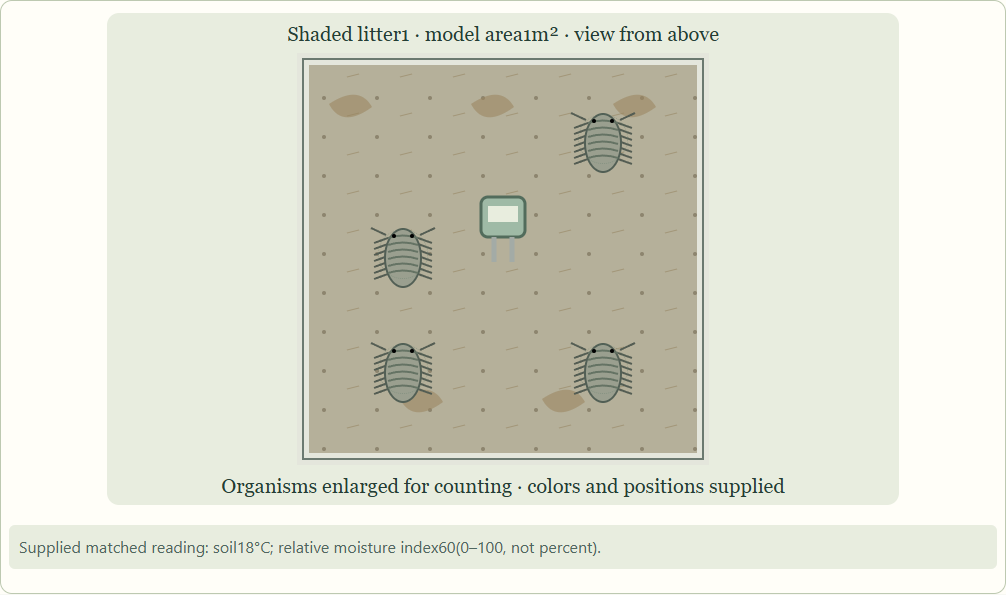 Shaded litter1 · model area1m² · view from above
Organisms enlarged for counting · colors and positions supplied
Supplied matched reading: soil18°C; relative moisture index60(0–100, not percent).